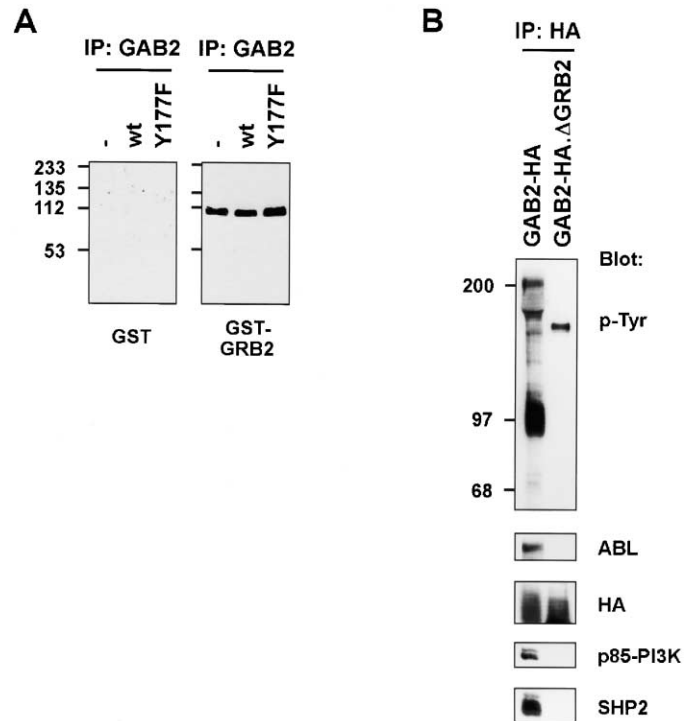 A
IP: GAB2
IP: GAB2
-
wt
Y177F
-
wt
Y177F
233
135
112
53
GST
GST-
GRB2
B
IP: HA
GAB2-HA
GAB2-HA.ΔGRB2
Blot:
200
p-Tyr
97
68
ABL
HA
p85-PI3K
SHP2